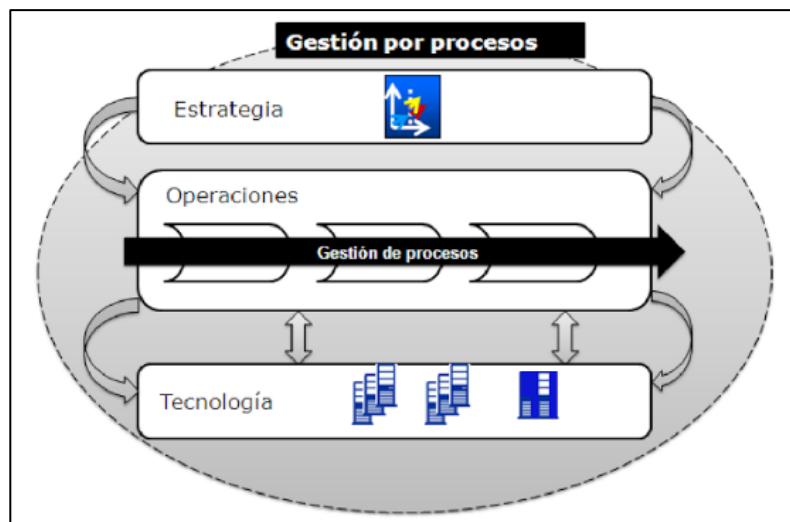 Gestión por procesos
Estrategia
Operaciones
Gestión de procesos
Tecnología